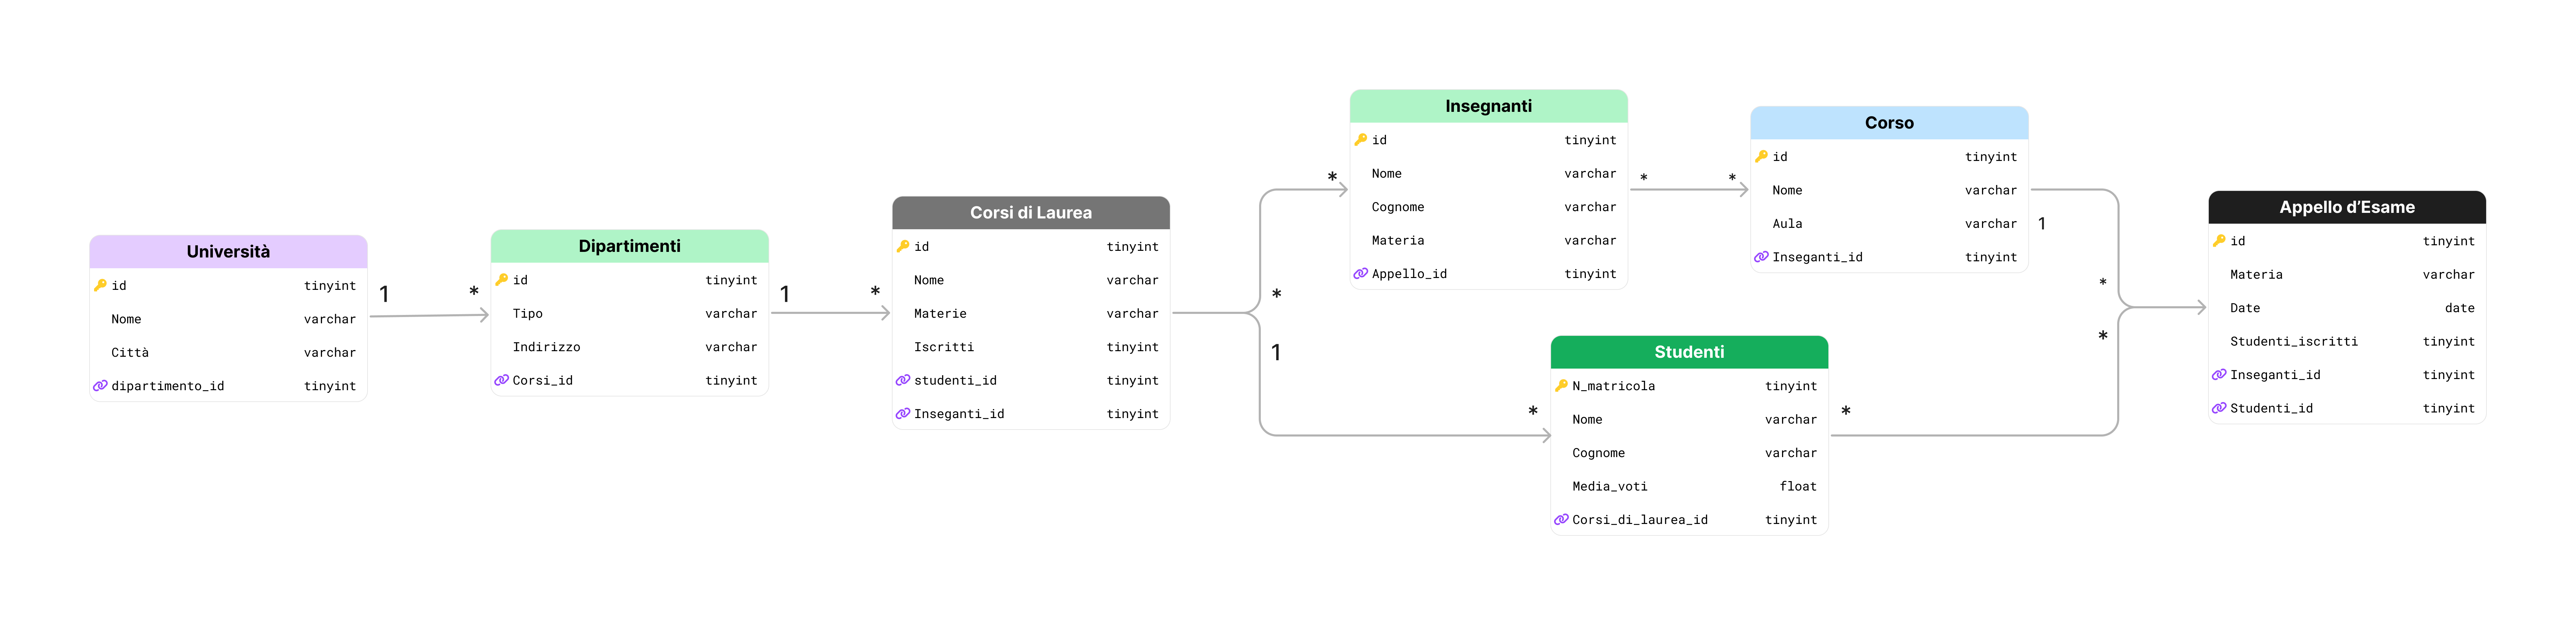 Università
id tinyint
Nome varchar
Città varchar
dipartimento_id tinyint
1
*
Dipartimenti
id tinyint
Tipo varchar
Indirizzo varchar
Corsi_id tinyint
1
*
Corsi di Laurea
id tinyint
Nome varchar
Materie varchar
Iscritti tinyint
studenti_id tinyint
Inseganti_id tinyint
*
1
*
Insegnanti
id tinyint
Nome varchar
Cognome varchar
Materia varchar
Appello_id tinyint
*
*
Corso
id tinyint
Nome varchar
Aula varchar
Inseganti_id tinyint
1
*
*
Studenti
N_matricola tinyint
Nome varchar
Cognome varchar
Media_voti float
Corsi_di_laurea_id tinyint
*
*
Appello d’Esame
id tinyint
Materia varchar
Date date
Studenti_iscritti tinyint
Inseganti_id tinyint
Studenti_id tinyint